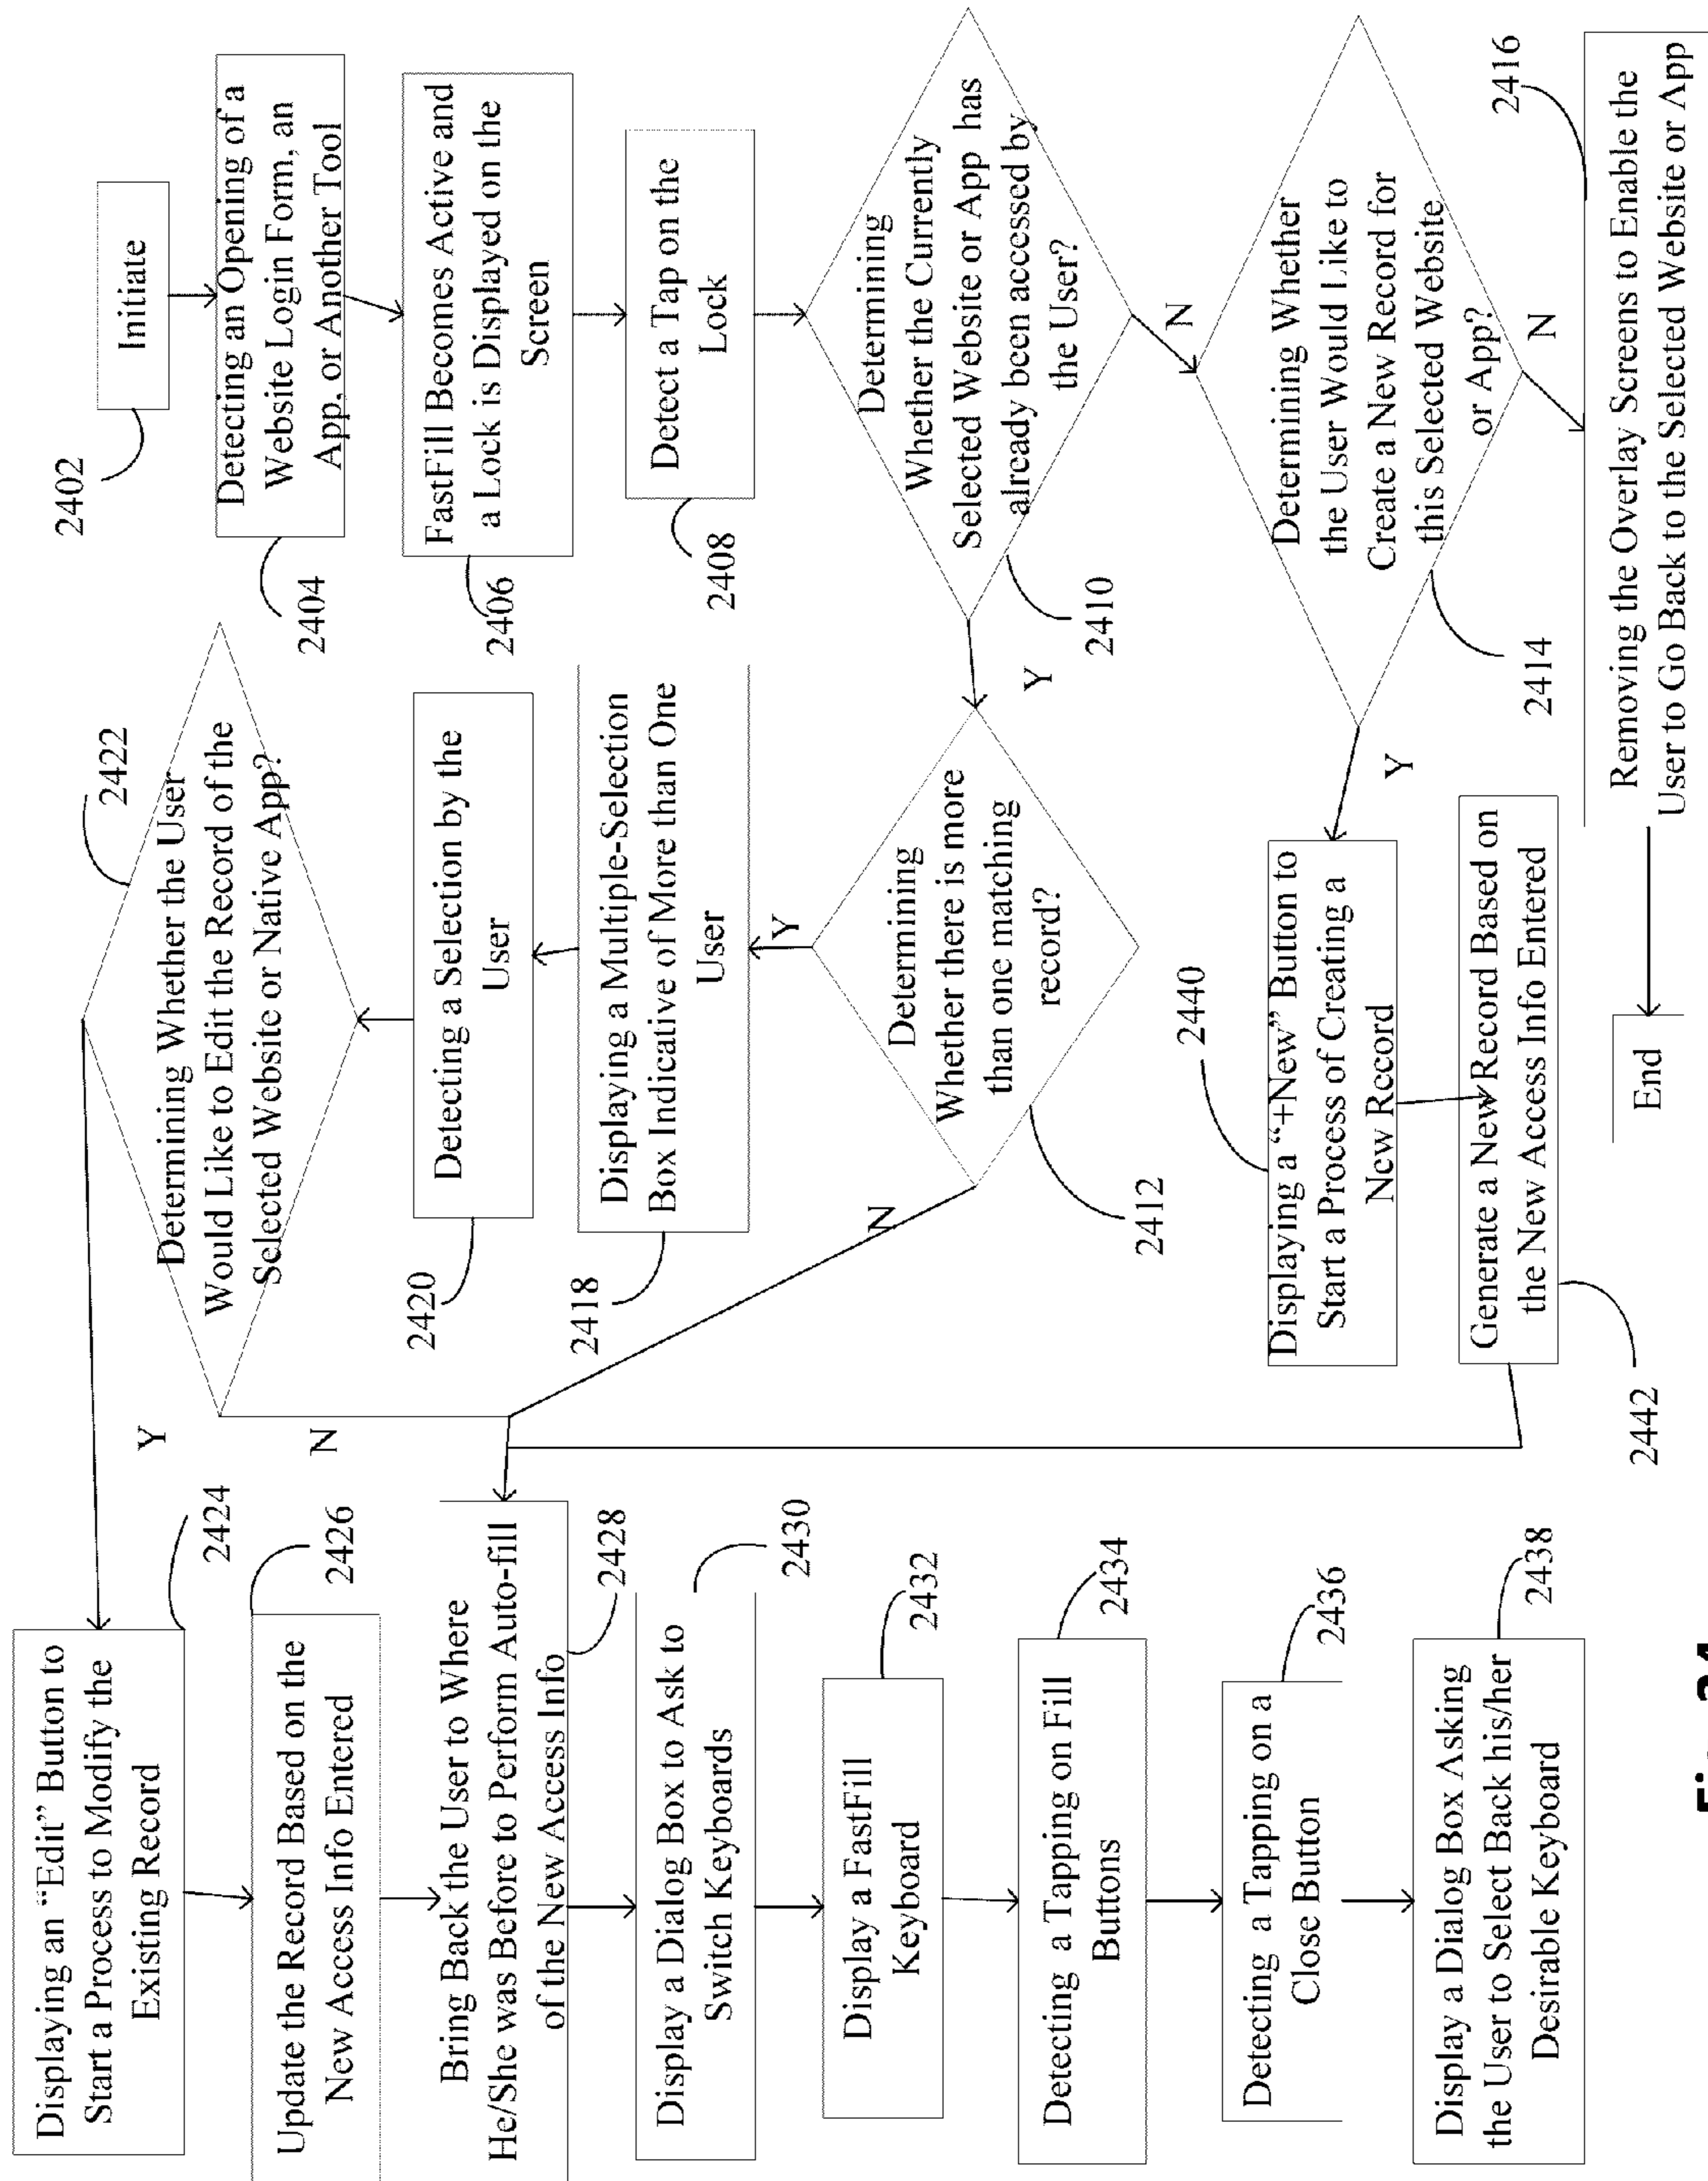 Initiate
2402
Detecting an Opening of a
Website Login Form, an
App, or Another Tool
2404
FastFill Becomes Active and
a Lock is Displayed on the
Screen
2406
Detect a Tap on the
Lock
2408
Determining
Whether the Currently
Selected Website or App has
already been accessed by
the User?
2410
Y
N
Determining Whether
the User Would Like to
Create a New Record for
this Selected Website
or App?
2414
Y
N
2416
Removing the Overlay Screens to Enable the
User to Go Back to the Selected Website or App
End
2422
Determining Whether the User
Would Like to Edit the Record of the
Selected Website or Native App?
Y
N
Detecting a Selection by the
User
2420
Displaying a Multiple-Selection
Box Indicative of More than One
User
2418
Y
Determining
Whether there is more
than one matching
record?
2412
N
2440
Displaying a “+New” Button to
Start a Process of Creating a
New Record
Generate a New Record Based on
the New Access Info Entered
2442
Displaying an “Edit” Button to
Start a Process to Modify the
Existing Record
2424
Update the Record Based on the
New Access Info Entered
2426
Bring Back the User to Where
He/She was Before to Perform Auto-fill
of the New Access Info
2428
Display a Dialog Box to Ask to
Switch Keyboards
2430
Display a FastFill
Keyboard
2432
Detecting a Tapping on Fill
Buttons
2434
Detecting a Tapping on a
Close Button
2436
Display a Dialog Box Asking
the User to Select Back his/her
Desirable Keyboard
2438